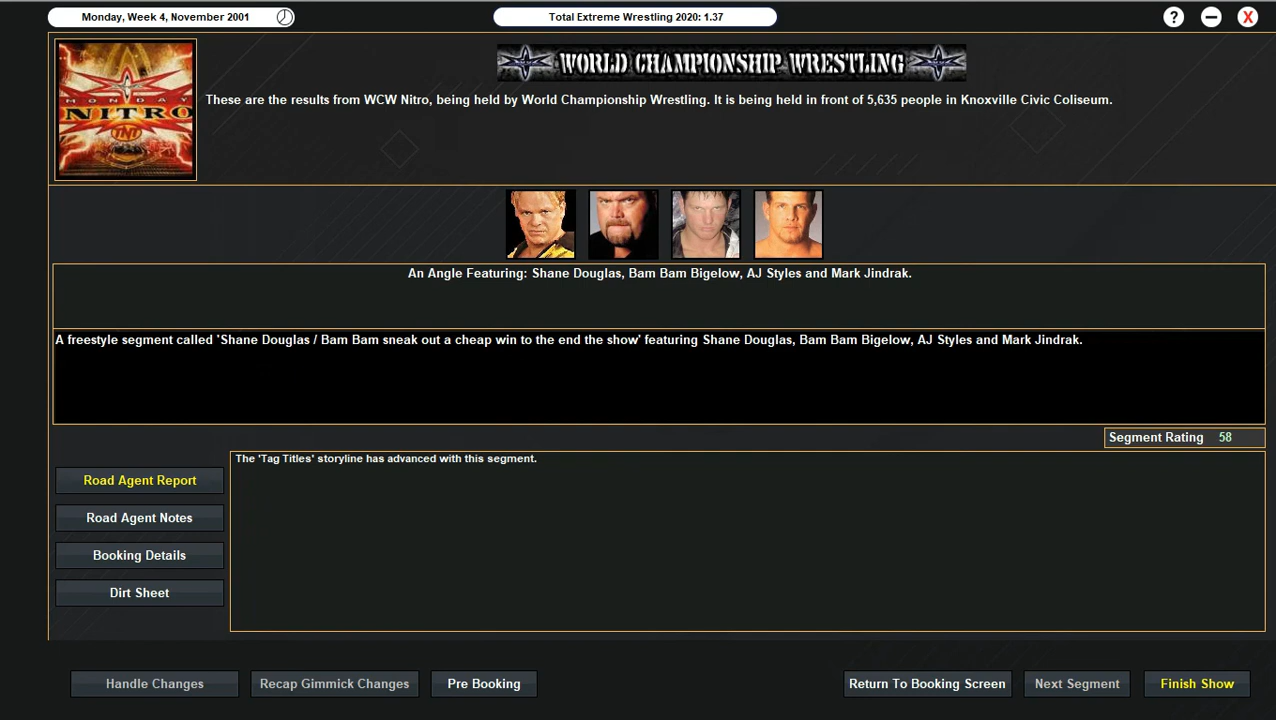 Monday, Week 4, November 2001
Total Extreme Wrestling 2020: 1.37
?
X
WORLD CHAMPIONSHIP WRESTLING
MONDAY
NITRO
TNT
These are the results from WCW Nitro, being held by World Championship Wrestling. It is being held in front of 5,635 people in Knoxville Civic Coliseum.
An Angle Featuring: Shane Douglas, Bam Bam Bigelow, AJ Styles and Mark Jindrak.
A freestyle segment called 'Shane Douglas / Bam Bam sneak out a cheap win to the end the show' featuring Shane Douglas, Bam Bam Bigelow, AJ Styles and Mark Jindrak.
Segment Rating 58
The 'Tag Titles' storyline has advanced with this segment.
Road Agent Report
Road Agent Notes
Booking Details
Dirt Sheet
Handle Changes
Recap Gimmick Changes
Pre Booking
Return To Booking Screen
Next Segment
Finish Show